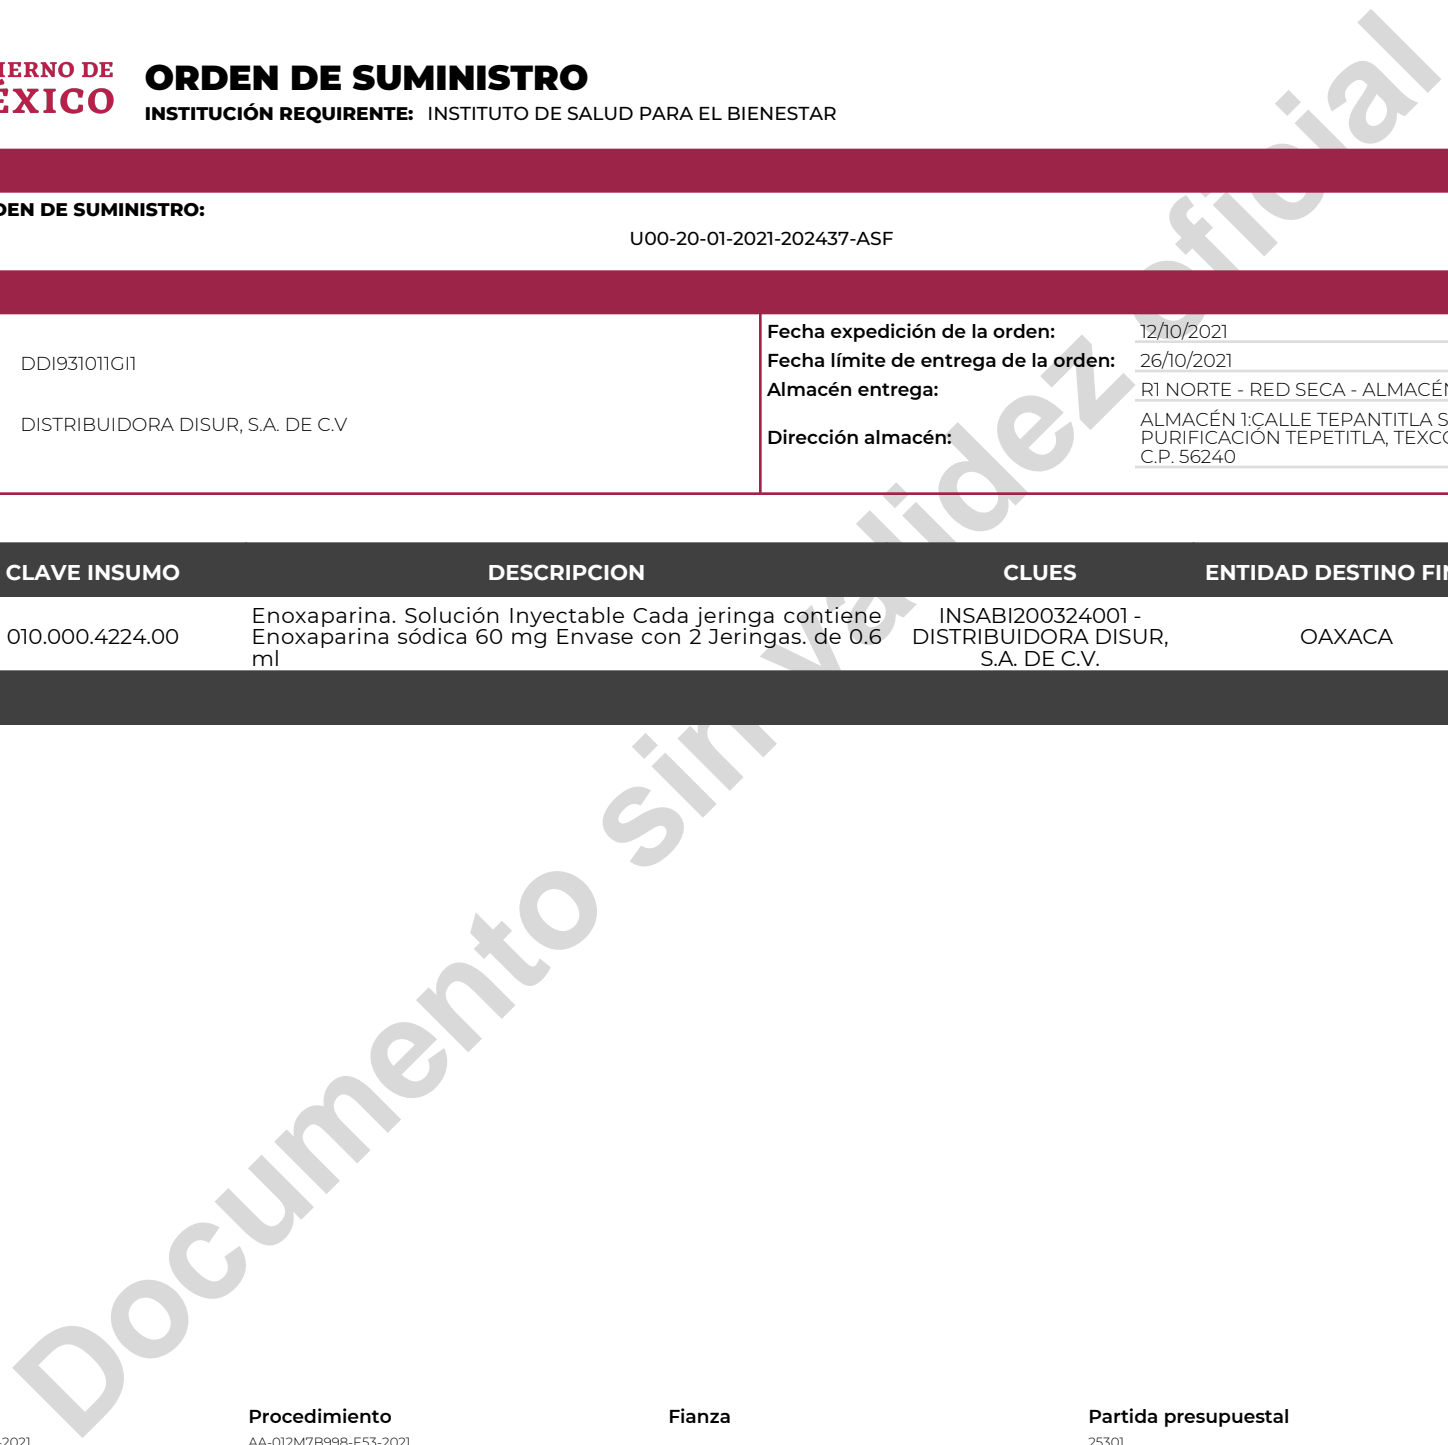 ORDEN DE SUMINISTRO
INSTITUCIÓN REQUIRENTE: INSTITUTO DE SALUD PARA EL BIENESTAR
DE
XICO
DE SUMINISTRO:
U00-20-01-2021-202437-ASF
DDI931011GI1
DISTRIBUIDORA DISUR, S.A. DE C.V
Fecha expedición de la orden: 12/10/2021
Fecha límite de entrega de la orden: 26/10/2021
Almacén entrega: R1 NORTE - RED SECA - ALMACÉN
Dirección almacén: ALMACÉN 1:CALLE TEPANTITLA S
PURIFICACIÓN TEPETITLA, TEXCO
C.P. 56240
CLAVE INSUMO DESCRIPCION CLUES ENTIDAD DESTINO FIN
010.000.4224.00
Enoxaparina. Solución Inyectable Cada jeringa contiene
Enoxaparina sódica 60 mg Envase con 2 Jeringas. de 0.6
ml
INSABI200324001 -
DISTRIBUIDORA DISUR,
S.A. DE C.V.
OAXACA
Documento sin validez oficial
Procedimiento Fianza Partida presupuestal
-2021 AA-012M7B998-E53-2021 25301